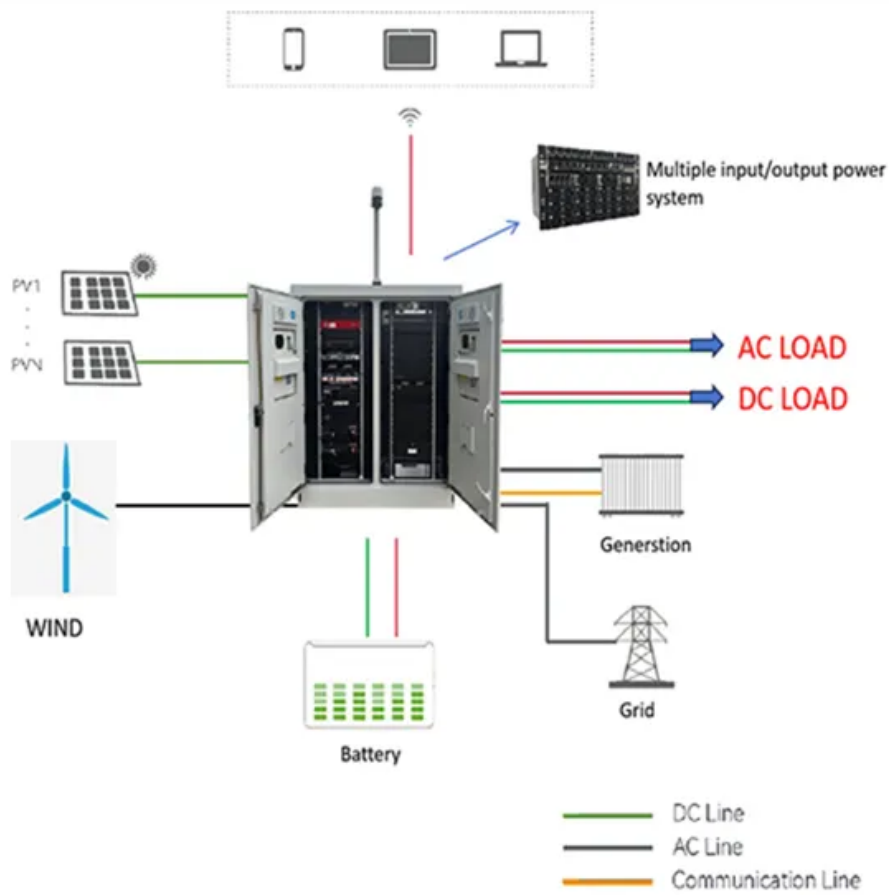 Multiple input/output power
system
PV1
PVN
AC LOAD
DC LOAD
Generstion
WIND
Grid
Battery
DC Line
AC Line
Communication Line